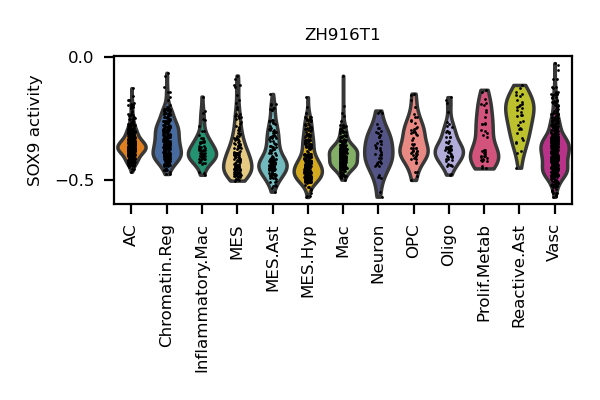 ZH916T1
SOX9 activity
0.0
−0.5
AC
Chromatin.Reg
Inflammatory.Mac
MES
MES.Ast
MES.Hyp
Mac
Neuron
OPC
Oligo
Prolif.Metab
Reactive.Ast
Vasc